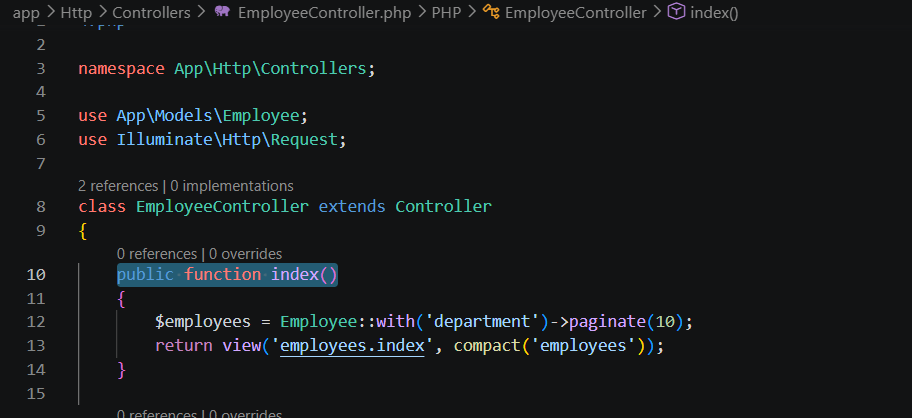 app > Http > Controllers > EmployeeController.php > PHP > EmployeeController > index()
1 <?php
2
3 namespace App\Http\Controllers;
4
5 use App\Models\Employee;
6 use Illuminate\Http\Request;
7
2 references | 0 implementations
8 class EmployeeController extends Controller
9 {
0 references | 0 overrides
10 public function index()
11 {
12 $employees = Employee::with('department')->paginate(10);
13 return view('employees.index', compact('employees'));
14 }
15
0 references | 0 overrides